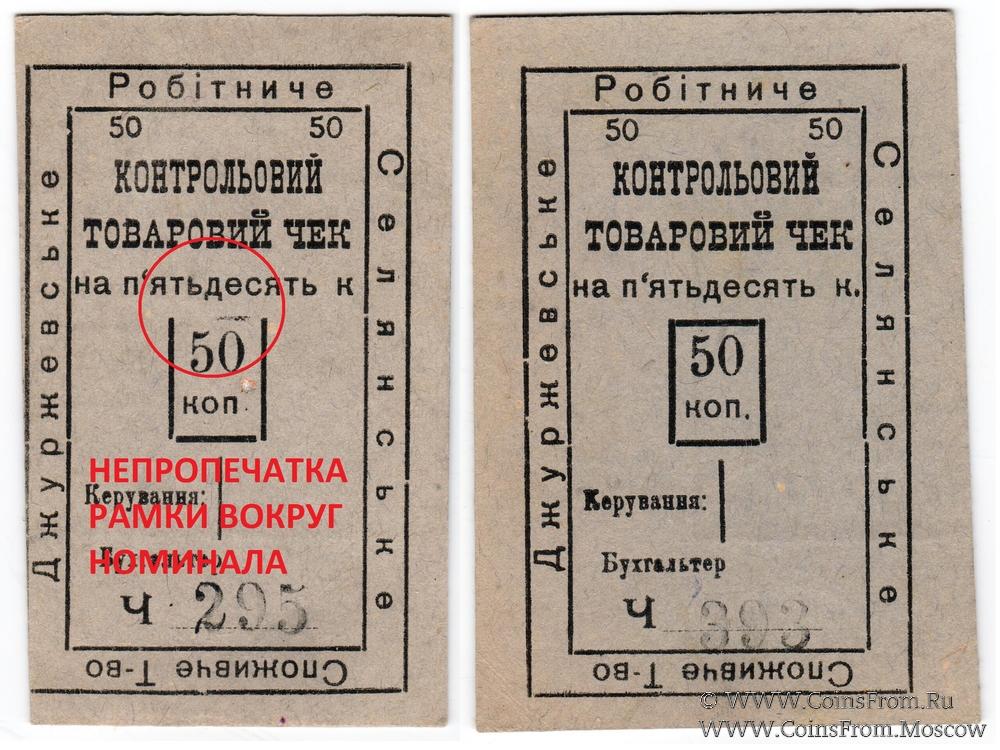 Робітниче
Селянське
Споживче Т-во
Джуржевське
50 50
КОНТРОЛЬОВИЙ
ТОВАРОВИЙ ЧЕК
на п'ятьдесять к
50
коп
НЕПРОПЕЧАТКА
Керування:
РАМКИ ВОКРУГ
Бухгальтер
НОМИНАЛА
Ч 295
Робітниче
Селянське
Споживче Т-во
Джуржевське
50 50
КОНТРОЛЬОВИЙ
ТОВАРОВИЙ ЧЕК
на п'ятьдесять к.
50
коп.
Керування:
Бухгальтер
Ч 393
© WWW.CoinsFrom.Ru
WWW.CoinsFrom.Moscow